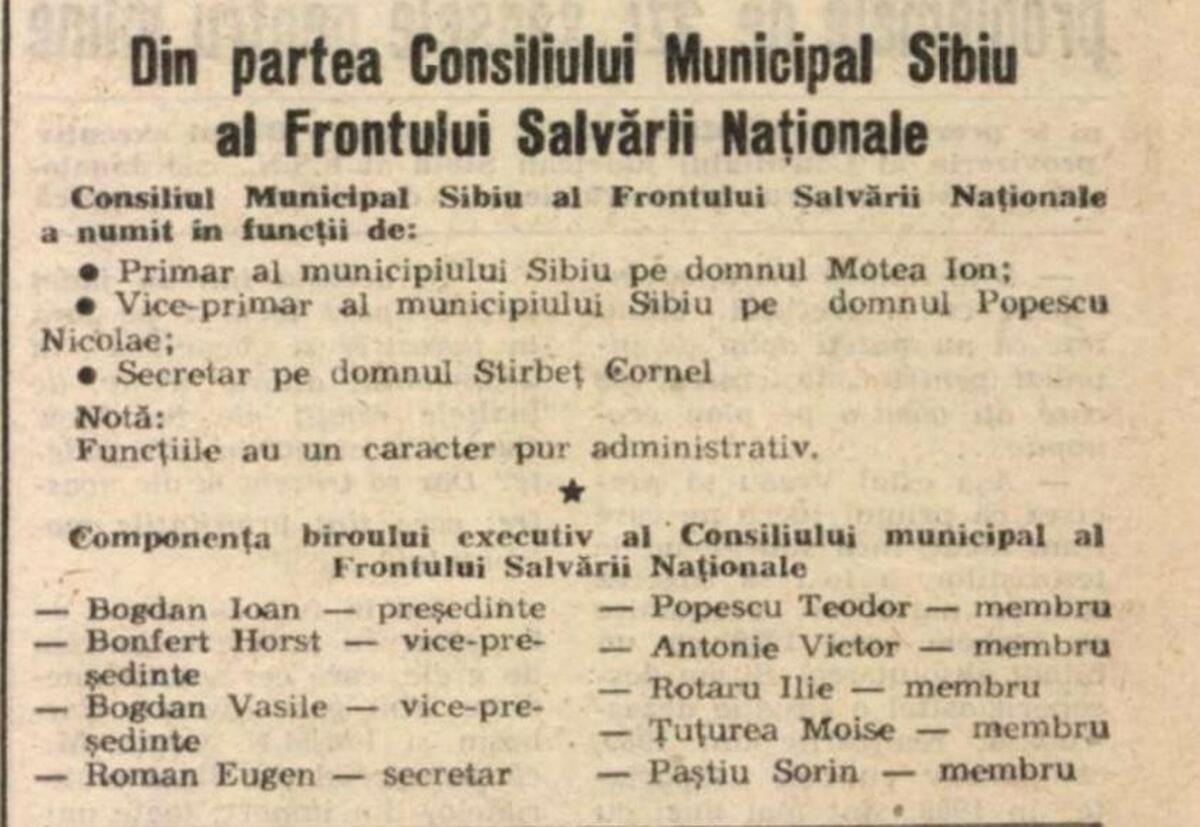 Din partea Consiliului Municipal Sibiu
al Frontului Salvării Naționale
Consiliul Municipal Sibiu al Frontului Salvării Naționale
a numit în funcții de:
● Primar al municipiului Sibiu pe domnul Motea Ion;
● Vice-primar al municipiului Sibiu pe domnul Popescu
Nicolae;
● Secretar pe domnul Stirbeț Cornel
Notă:
Funcțiile au un caracter pur administrativ.
★
Componența biroului executiv al Consiliului municipal al
Frontului Salvării Naționale
— Bogdan Ioan — președinte
— Bonfert Horst — vice-pre-
ședinte
— Bogdan Vasile — vice-pre-
ședinte
— Roman Eugen — secretar
— Popescu Teodor — membru
— Antonie Victor — membru
— Rotaru Ilie — membru
— Tuțurea Moise — membru
— Paștiu Sorin — membru